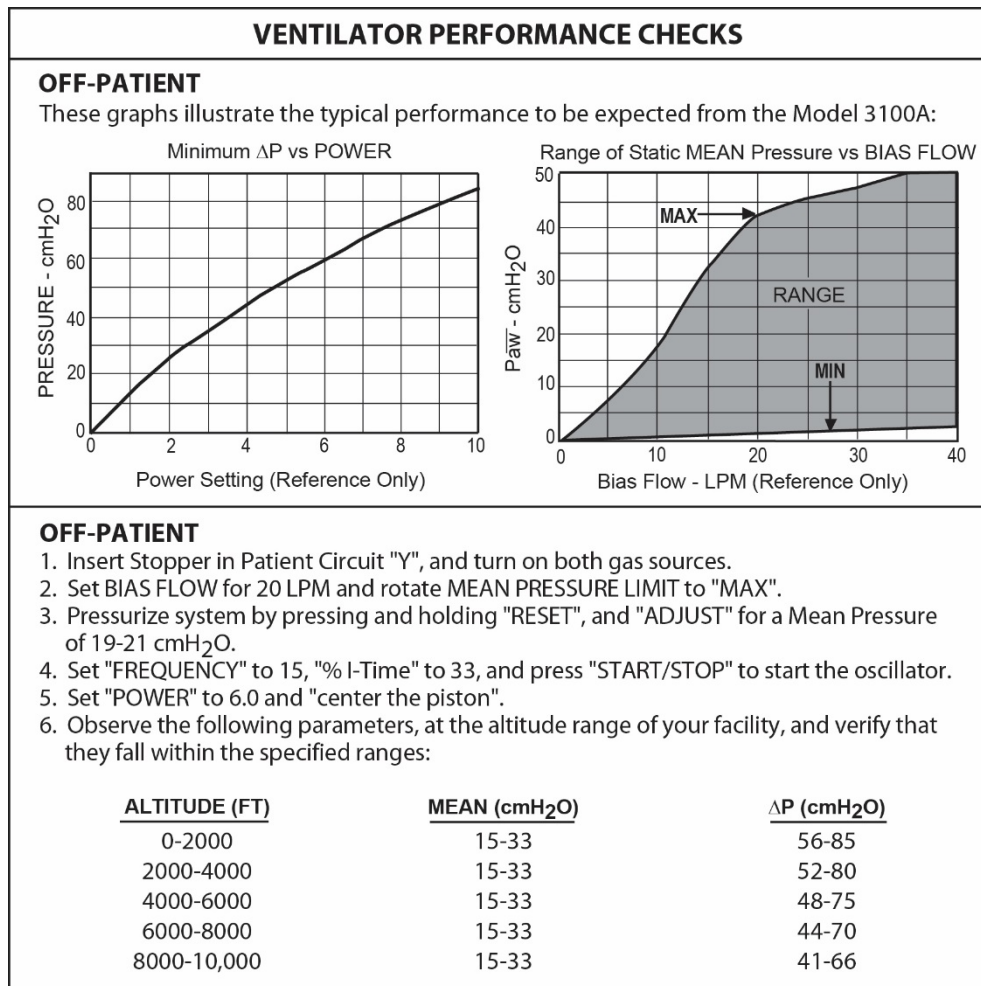 VENTILATOR PERFORMANCE CHECKS
OFF-PATIENT
These graphs illustrate the typical performance to be expected from the Model 3100A:
Minimum ΔP vs POWER
PRESSURE - cmH₂O
80
60
40
20
0
0 2 4 6 8 10
Power Setting (Reference Only)
Range of Static MEAN Pressure vs BIAS FLOW
Pa̅w̅ - cmH₂O
50
40
30
20
10
0
MAX
RANGE
MIN
0 10 20 30 40
Bias Flow - LPM (Reference Only)
OFF-PATIENT
1. Insert Stopper in Patient Circuit "Y", and turn on both gas sources.
2. Set BIAS FLOW for 20 LPM and rotate MEAN PRESSURE LIMIT to "MAX".
3. Pressurize system by pressing and holding "RESET", and "ADJUST" for a Mean Pressure
of 19-21 cmH₂O.
4. Set "FREQUENCY" to 15, "% I-Time" to 33, and press "START/STOP" to start the oscillator.
5. Set "POWER" to 6.0 and "center the piston".
6. Observe the following parameters, at the altitude range of your facility, and verify that
they fall within the specified ranges:
ALTITUDE (FT) MEAN (cmH₂O) ΔP (cmH₂O)
0-2000 15-33 56-85
2000-4000 15-33 52-80
4000-6000 15-33 48-75
6000-8000 15-33 44-70
8000-10,000 15-33 41-66